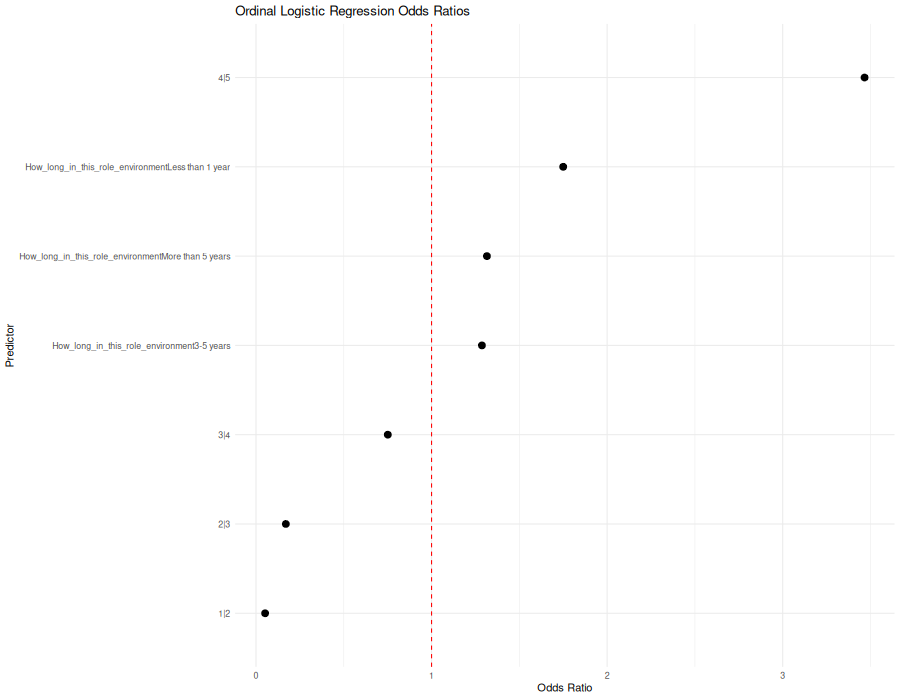 Ordinal Logistic Regression Odds Ratios
4|5
How_long_in_this_role_environmentLess than 1 year
How_long_in_this_role_environmentMore than 5 years
How_long_in_this_role_environment3-5 years
3|4
2|3
1|2
Predictor
0 1 2 3
Odds Ratio